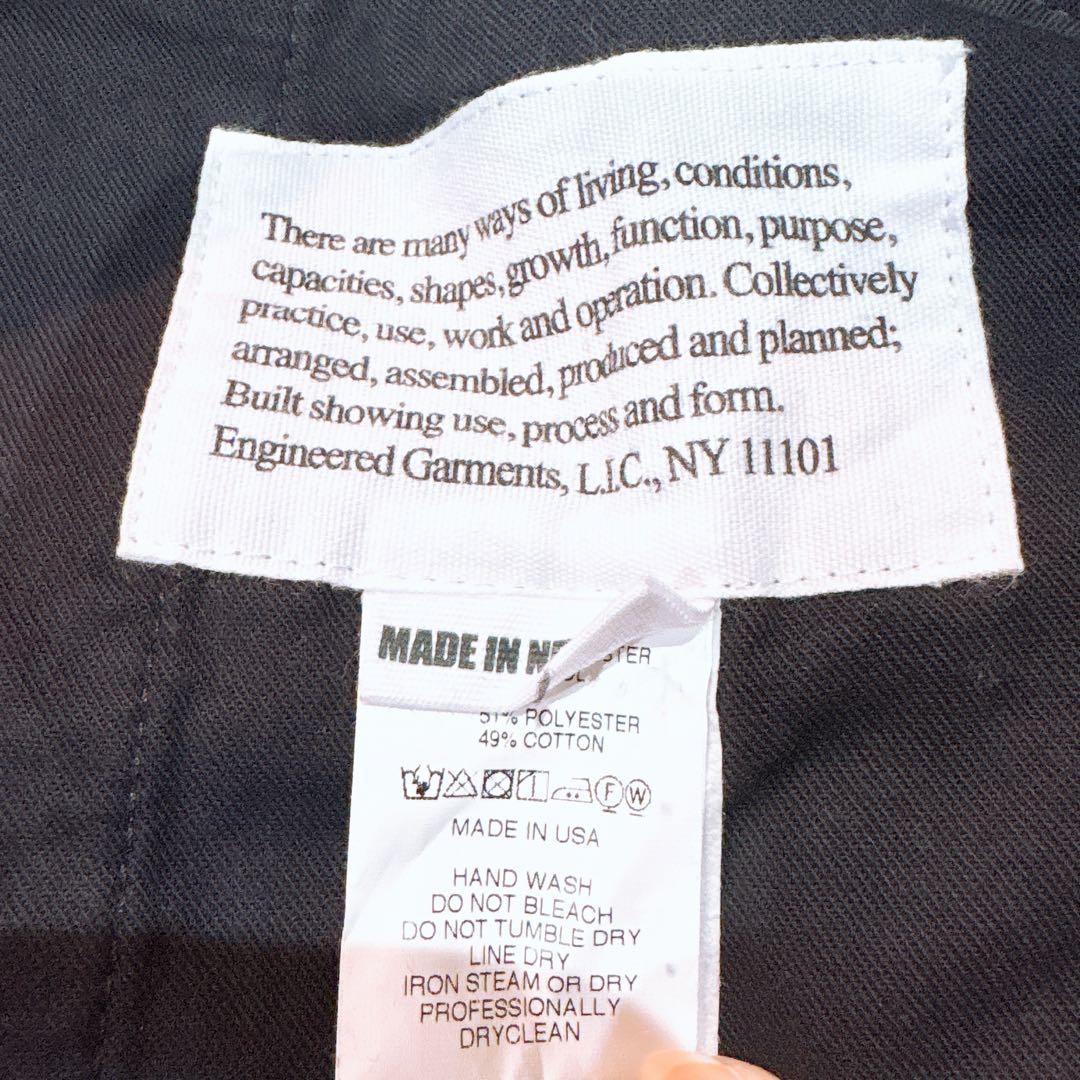 There are many ways of living, conditions,
capacities, shapes, growth, function, purpose,
practice, use, work and operation. Collectively
arranged, assembled, produced and planned;
Built showing use, process and form.
Engineered Garments, L.I.C., NY 11101
MADE IN
51% POLYESTER
49% COTTON
F W
MADE IN USA
HAND WASH
DO NOT BLEACH
DO NOT TUMBLE DRY
LINE DRY
IRON STEAM OR DRY
PROFESSIONALLY
DRYCLEAN